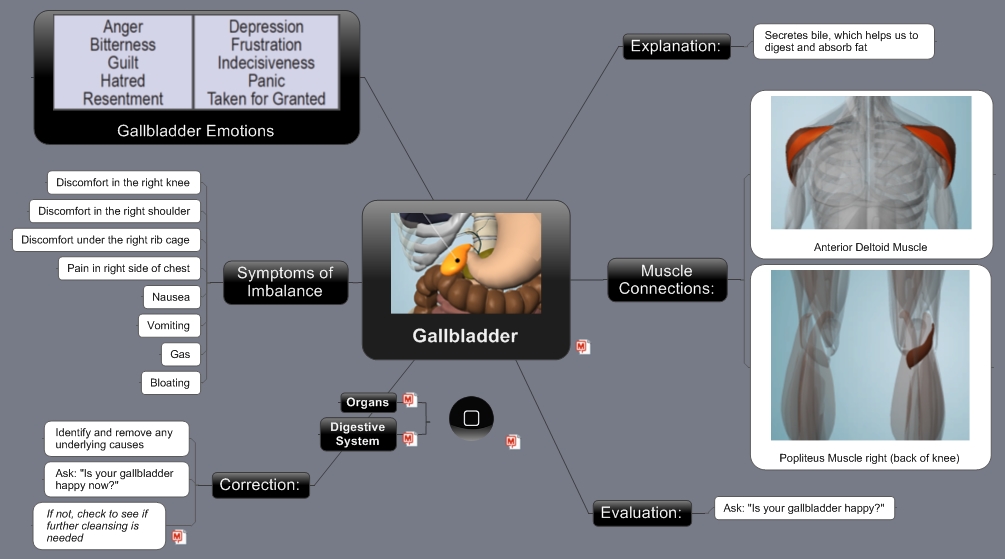 Anger
Bitterness
Guilt
Hatred
Resentment
Depression
Frustration
Indecisiveness
Panic
Taken for Granted
Gallbladder Emotions
Explanation:
Secretes bile, which helps us to
digest and absorb fat
Discomfort in the right knee
Discomfort in the right shoulder
Discomfort under the right rib cage
Pain in right side of chest
Nausea
Vomiting
Gas
Bloating
Symptoms of
Imbalance
Gallbladder
Muscle
Connections:
Anterior Deltoid Muscle
Popliteus Muscle right (back of knee)
Organs
Digestive
System
Identify and remove any
underlying causes
Ask: "Is your gallbladder
happy now?"
If not, check to see if
further cleansing is
needed
Correction:
Evaluation:
Ask: "Is your gallbladder happy?"